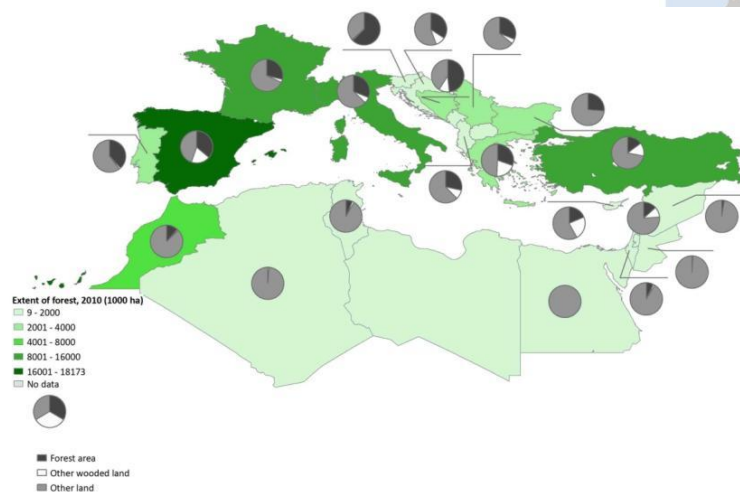 Extent of forest, 2010 (1000 ha)
9 - 2000
2001 - 4000
4001 - 8000
8001 - 16000
16001 - 18173
No data
Forest area
Other wooded land
Other land